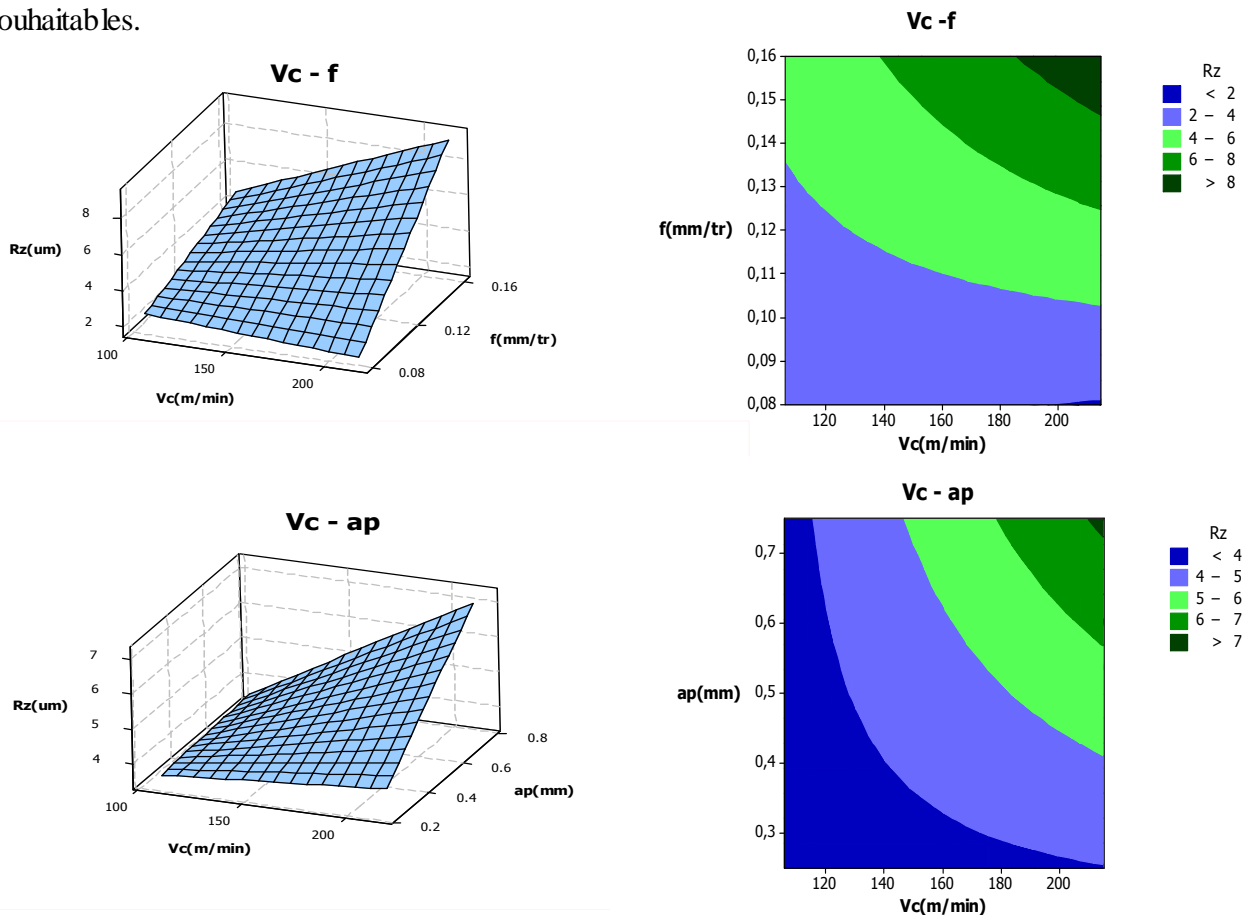 ouhaitables.
Vc - f
8
6
4
2
Rz(um)
100
150
200
Vc(m/min)
0.08
0.12
0.16
f(mm/tr)
Vc -f
0,16
0,15
0,14
0,13
0,12
0,11
0,10
0,09
0,08
f(mm/tr)
120 140 160 180 200
Vc(m/min)
Rz
< 2
2 – 4
4 – 6
6 – 8
> 8
Vc - ap
7
6
5
4
Rz(um)
100
150
200
Vc(m/min)
0.2
0.4
0.6
0.8
ap(mm)
Vc - ap
0,7
0,6
0,5
0,4
0,3
ap(mm)
120 140 160 180 200
Vc(m/min)
Rz
< 4
4 – 5
5 – 6
6 – 7
> 7